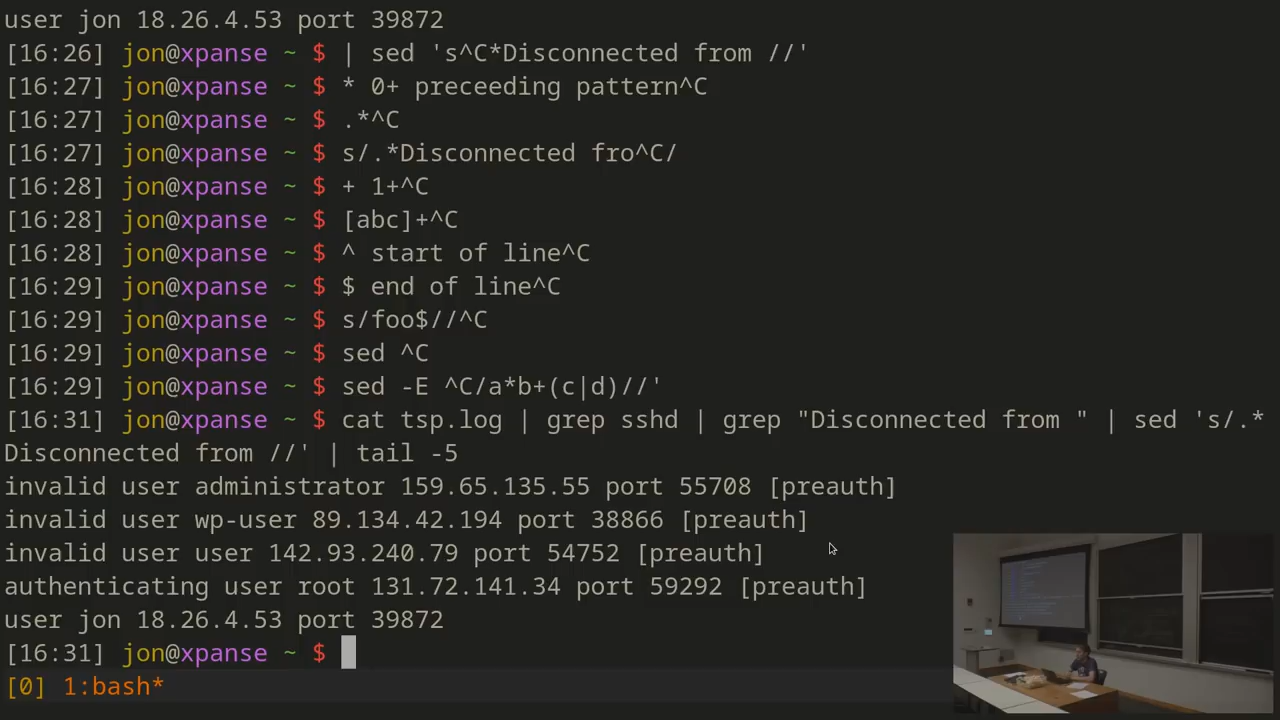 user jon 18.26.4.53 port 39872
[16:26] jon@xpanse ~ $ | sed 's^C*Disconnected from //'
[16:27] jon@xpanse ~ $ * 0+ preceeding pattern^C
[16:27] jon@xpanse ~ $ .*^C
[16:27] jon@xpanse ~ $ s/.*Disconnected fro^C/
[16:28] jon@xpanse ~ $ + 1+^C
[16:28] jon@xpanse ~ $ [abc]+^C
[16:28] jon@xpanse ~ $ ^ start of line^C
[16:29] jon@xpanse ~ $ $ end of line^C
[16:29] jon@xpanse ~ $ s/foo$//^C
[16:29] jon@xpanse ~ $ sed ^C
[16:29] jon@xpanse ~ $ sed -E ^C/a*b+(c|d)//'
[16:31] jon@xpanse ~ $ cat tsp.log | grep sshd | grep "Disconnected from " | sed 's/.*
Disconnected from //' | tail -5
invalid user administrator 159.65.135.55 port 55708 [preauth]
invalid user wp-user 89.134.42.194 port 38866 [preauth]
invalid user user 142.93.240.79 port 54752 [preauth]
authenticating user root 131.72.141.34 port 59292 [preauth]
user jon 18.26.4.53 port 39872
[16:31] jon@xpanse ~ $
[0] 1:bash*